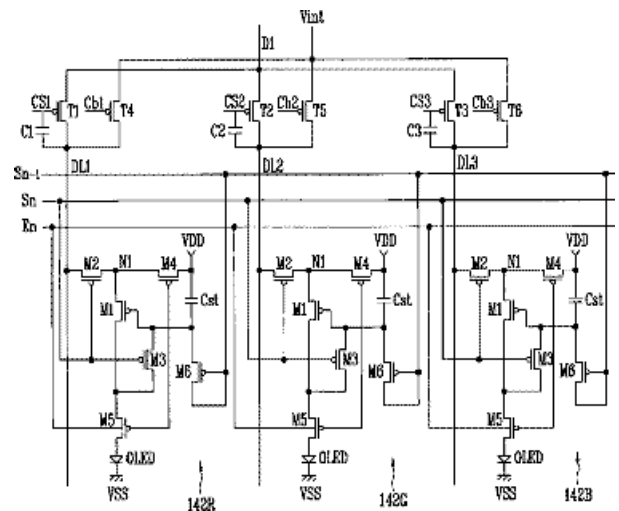 Vint
D1
CS1 T1 Cb1 T4 CS2 T2 Cb2 T5 CS3 T3 Cb3 T6
C1 C2 C3
DL1 DL2 DL3
Sn-1
Sn
En
VDD VDD VDD
M2 N1 M4 M2 N1 M4 M2 N1 M4
Cst Cst Cst
M1 M1 M1
M3 M3 M3
M6 M6 M6
M5 M5 M5
OLED OLED OLED
VSS VSS VSS
142R 142G 142B